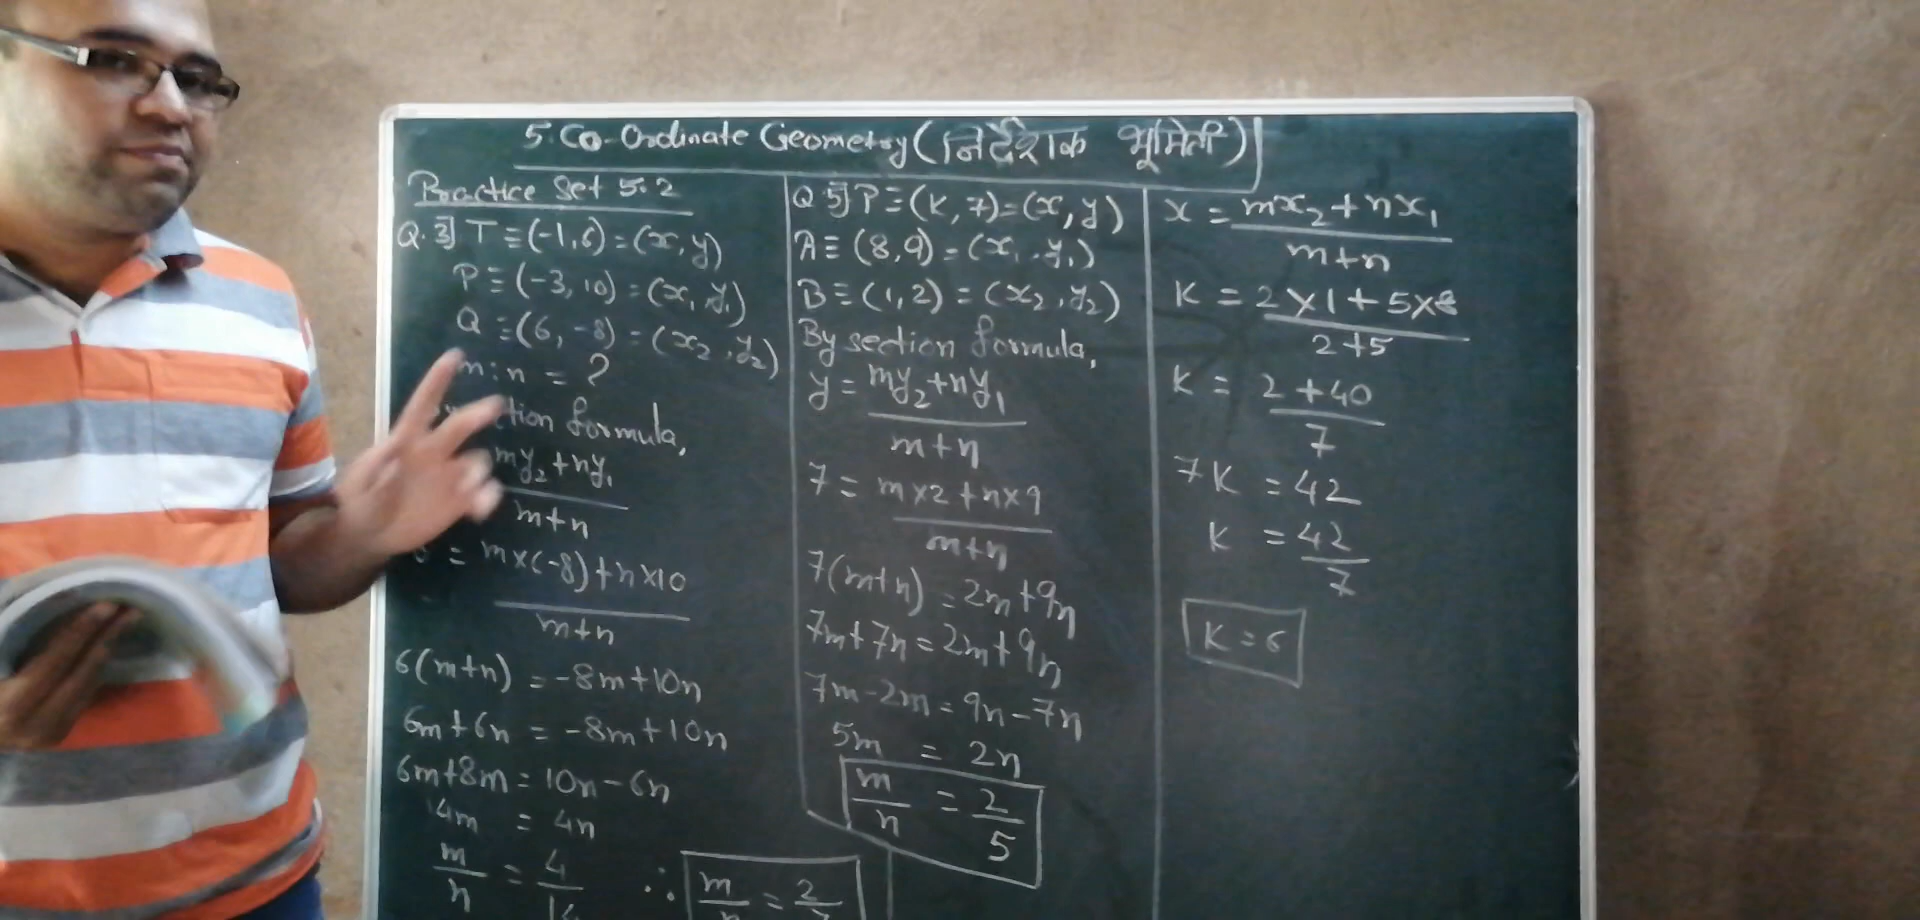 5. Co-Ordinate Geometry (निर्देशांक भूमिती)
Practice Set 5.2
Q.3] T ≡ (-1,6) = (x,y)
P ≡ (-3,10) = (x₁,y₁)
Q ≡ (6,-8) = (x₂,y₂)
m:n = ?
formula,
my₂+ny₁
m+n
= m×(-8)+n×10
m+n
6(m+n) = -8m+10n
6m+6n = -8m+10n
6m+8m = 10n-6n
14m = 4n
m/n = 4/14
∴ m/n = 2/7
Q.5] P ≡ (K,7) = (x,y)
A ≡ (8,9) = (x₁,y₁)
B ≡ (1,2) = (x₂,y₂)
By section formula,
y = my₂+ny₁
m+n
7 = m×2+n×9
m+n
7(m+n) = 2m+9n
7m+7n = 2m+9n
7m-2m = 9n-7n
5m = 2n
m/n = 2/5
x = mx₂+nx₁
m+n
K = 2×1+5×8
2+5
K = 2+40
7
7K = 42
K = 42
7
K = 6